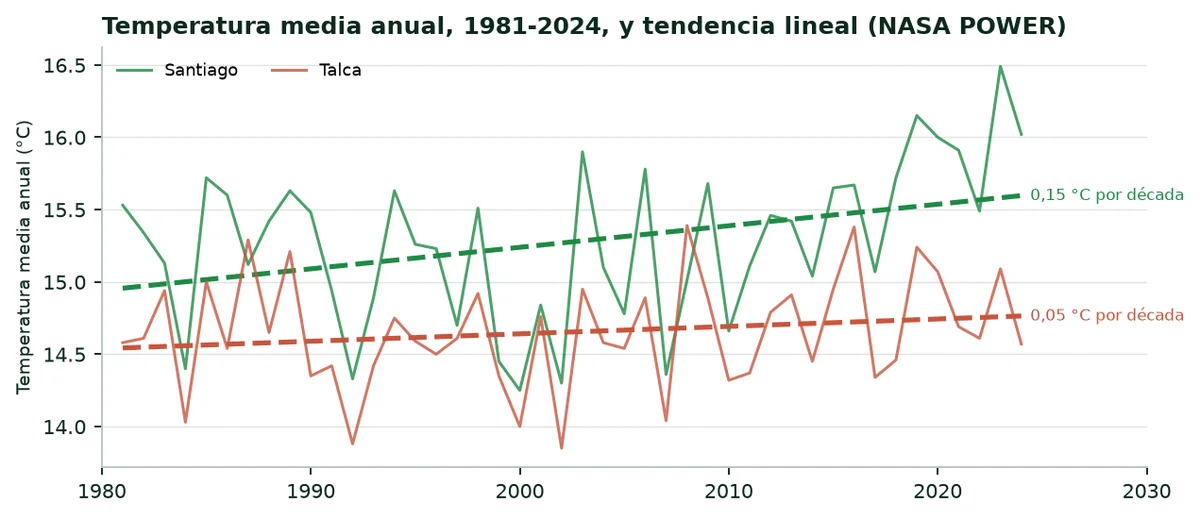 Temperatura media anual, 1981-2024, y tendencia lineal (NASA POWER)
Santiago
Talca
Temperatura media anual (°C)
16.5
16.0
15.5
15.0
14.5
14.0
0,15 °C por década
0,05 °C por década
1980
1990
2000
2010
2020
2030